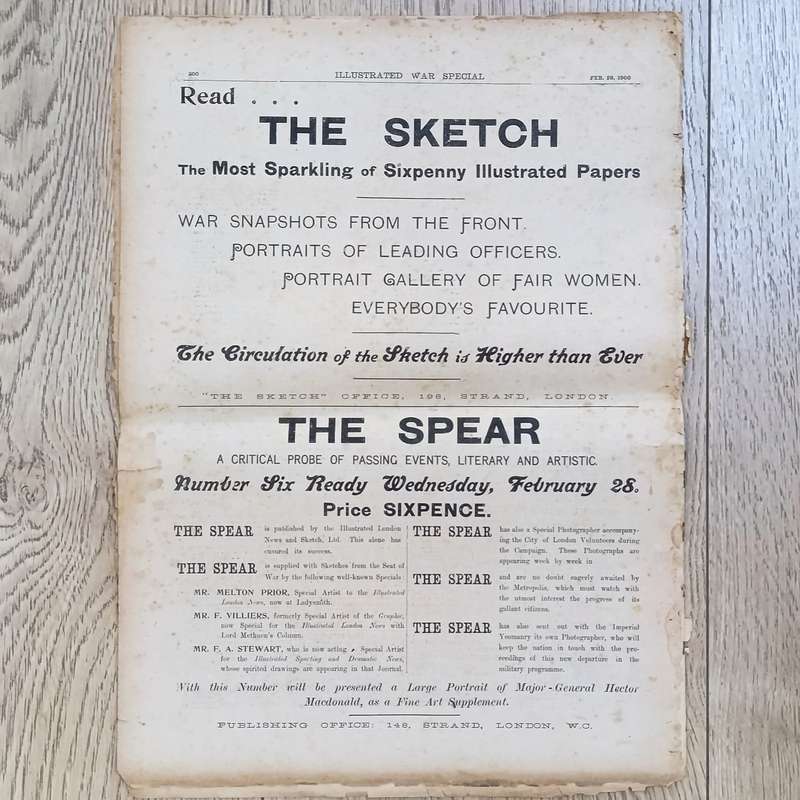 200 ILLUSTRATED WAR SPECIAL FEB. 28, 1900
Read . . .
THE SKETCH
The Most Sparkling of Sixpenny Illustrated Papers
WAR SNAPSHOTS FROM THE FRONT.
PORTRAITS OF LEADING OFFICERS.
PORTRAIT GALLERY OF FAIR WOMEN.
EVERYBODY'S FAVOURITE.
The Circulation of the Sketch is Higher than Ever
"THE SKETCH" OFFICE, 198, STRAND, LONDON.
THE SPEAR
A CRITICAL PROBE OF PASSING EVENTS, LITERARY AND ARTISTIC.
Number Six Ready Wednesday, February 28.
Price SIXPENCE.
THE SPEAR is published by the Illustrated London
News and Sketch, Ltd. This alone has
ensured its success.
THE SPEAR is supplied with Sketches from the Seat of
War by the following well-known Specials:
MR. MELTON PRIOR, Special Artist to the Illustrated
London News, now at Ladysmith.
MR. F. VILLIERS, formerly Special Artist of the Graphic,
now Special for the Illustrated London News with
Lord Methuen's Column.
MR. F. A. STEWART, who is now acting Special Artist
for the Illustrated Sporting and Dramatic News,
whose spirited drawings are appearing in that Journal.
THE SPEAR has also a Special Photographer accompany-
ing the City of London Volunteers during
the Campaign. These Photographs are
appearing week by week in
THE SPEAR and are no doubt eagerly awaited by
the Metropolis, which must watch with
the utmost interest the progress of its
gallant citizens.
THE SPEAR has also sent out with the Imperial
Yeomanry its own Photographer, who will
keep the nation in touch with the pro-
ceedings of this new departure in the
military programme.
With this Number will be presented a Large Portrait of Major-General Hector
Macdonald, as a Fine Art Supplement.
PUBLISHING OFFICE: 148, STRAND, LONDON, W.C.